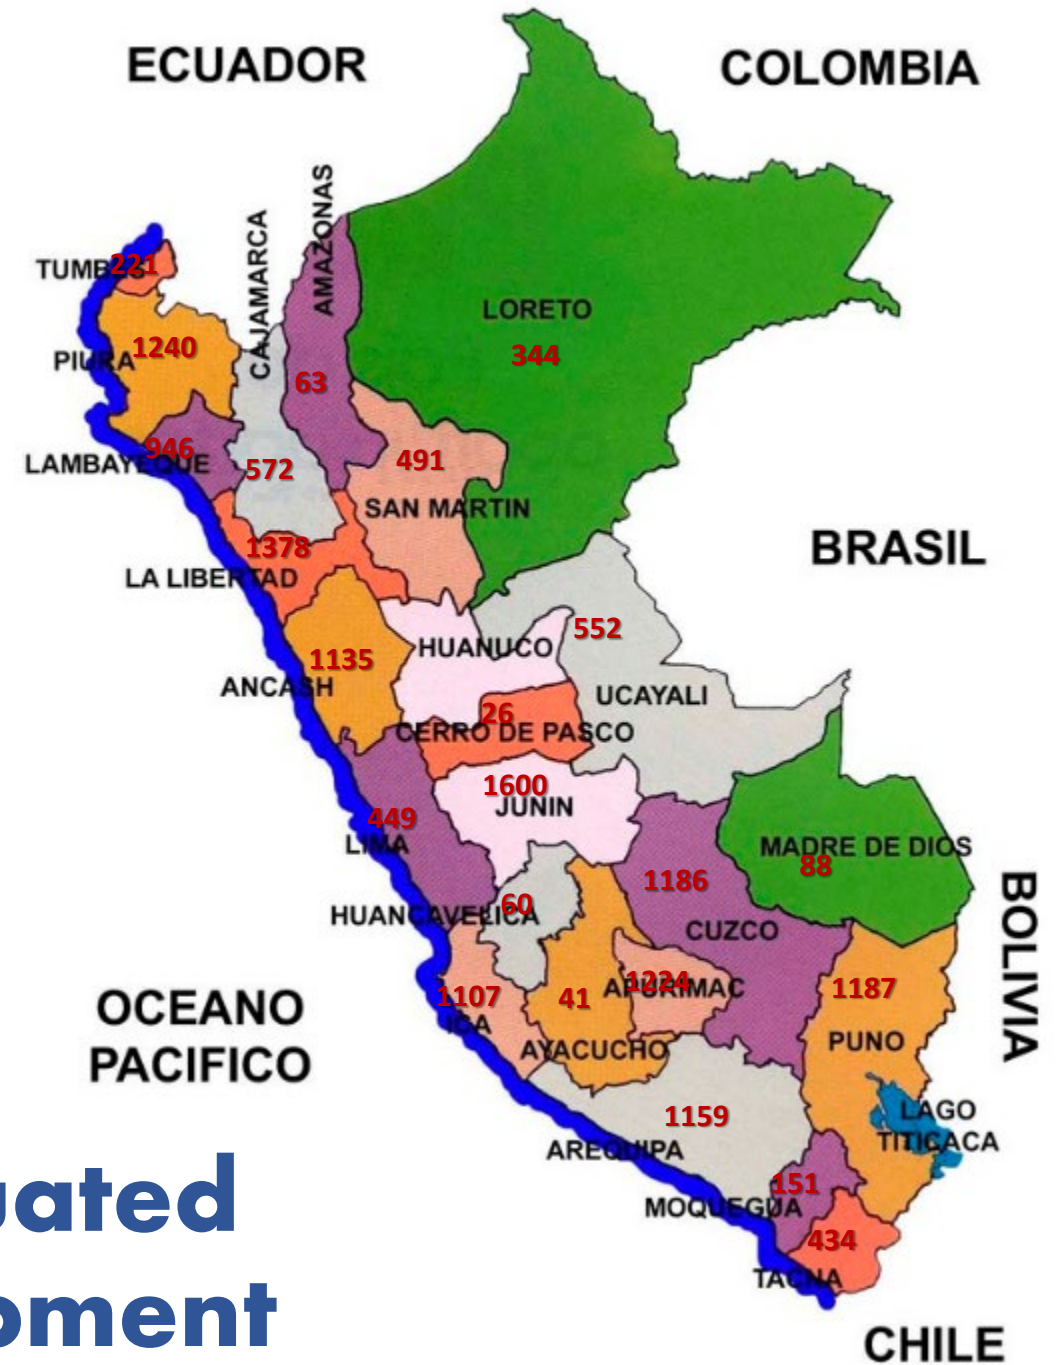 ECUADOR
COLOMBIA
AMAZONAS
CAJAMARCA
TUMBES
221
LORETO
344
PIURA
1240
63
946
LAMBAYEQUE
572
491
SAN MARTIN
1378
LA LIBERTAD
BRASIL
552
HUANUCO
1135
ANCASH
UCAYALI
26
CERRO DE PASCO
1600
JUNIN
449
LIMA
MADRE DE DIOS
88
1186
CUZCO
60
HUANCAVELICA
BOLIVIA
1107
ICA
41
AYACUCHO
1224
APURIMAC
1187
PUNO
OCEANO
PACIFICO
1159
AREQUIPA
LAGO
TITICACA
151
MOQUEGUA
434
TACNA
uated
pment
CHILE